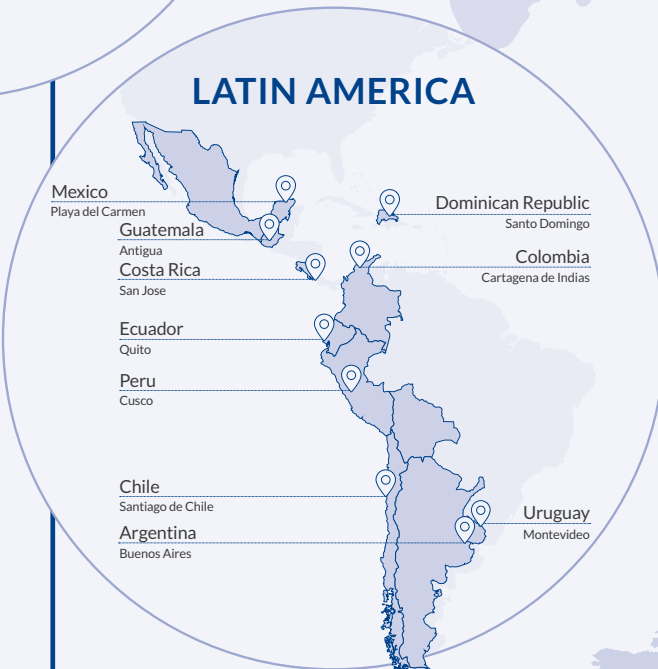 LATIN AMERICA
Mexico
Playa del Carmen
Guatemala
Antigua
Costa Rica
San Jose
Ecuador
Quito
Peru
Cusco
Chile
Santiago de Chile
Argentina
Buenos Aires
Dominican Republic
Santo Domingo
Colombia
Cartagena de Indias
Uruguay
Montevideo